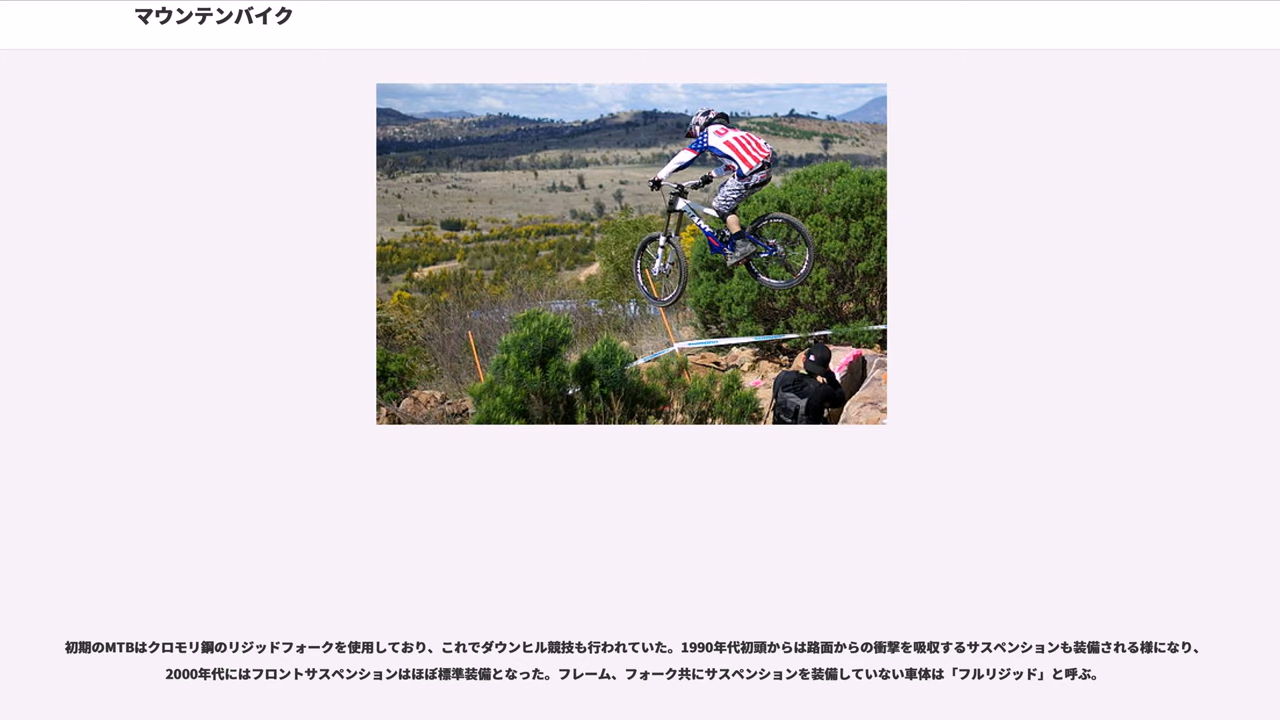 マウンテンバイク
初期のMTBはクロモリ鋼のリジッドフォークを使用しており、これでダウンヒル競技も行われていた。1990年代初頭からは路面からの衝撃を吸収するサスペンションも装備される様になり、
2000年代にはフロントサスペンションはほぼ標準装備となった。フレーム、フォーク共にサスペンションを装備していない車体は「フルリジッド」と呼ぶ。